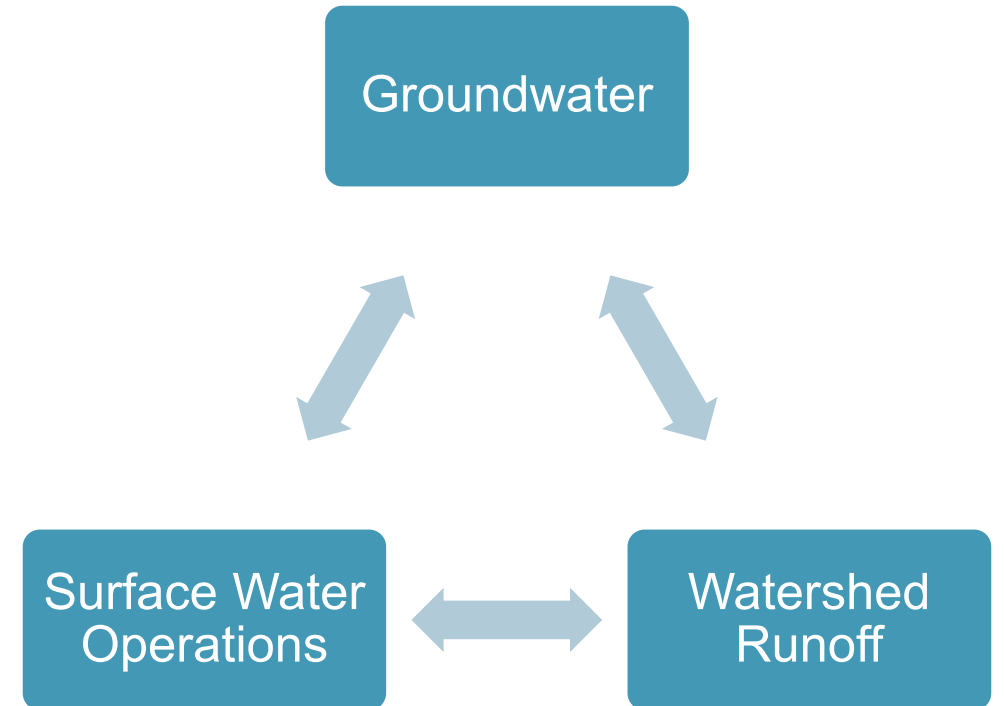 Groundwater
Surface Water
Operations
Watershed
Runoff